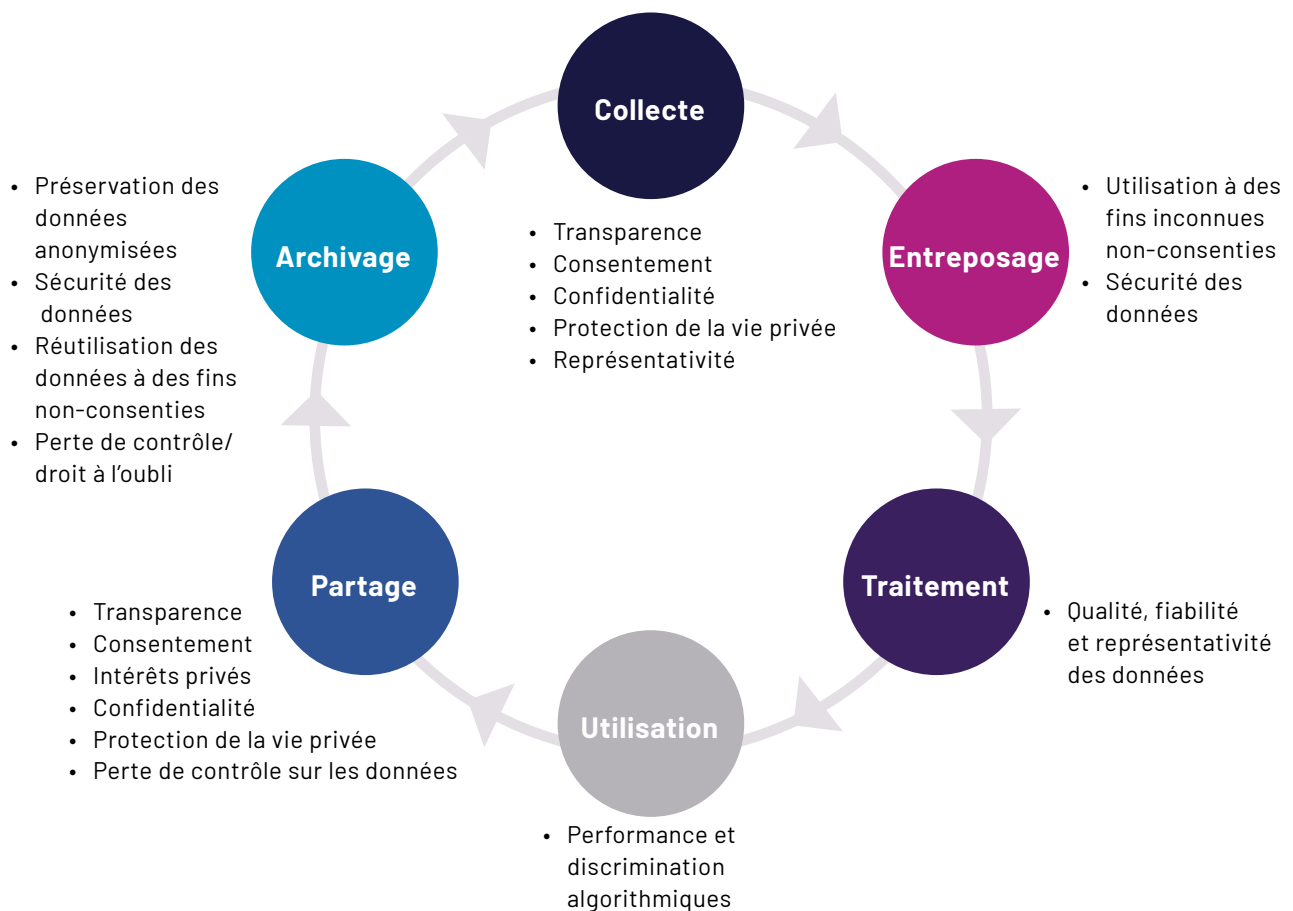 Collecte
• Transparence
• Consentement
• Confidentialité
• Protection de la vie privée
• Représentativité
Entreposage
• Utilisation à des
fins inconnues
non-consenties
• Sécurité des
données
Traitement
• Qualité, fiabilité
et représentativité
des données
Utilisation
• Performance et
discrimination
algorithmiques
Partage
• Transparence
• Consentement
• Intérêts privés
• Confidentialité
• Protection de la vie privée
• Perte de contrôle sur les données
Archivage
• Préservation des
données
anonymisées
• Sécurité des
données
• Réutilisation des
données à des fins
non-consenties
• Perte de contrôle/
droit à l’oubli